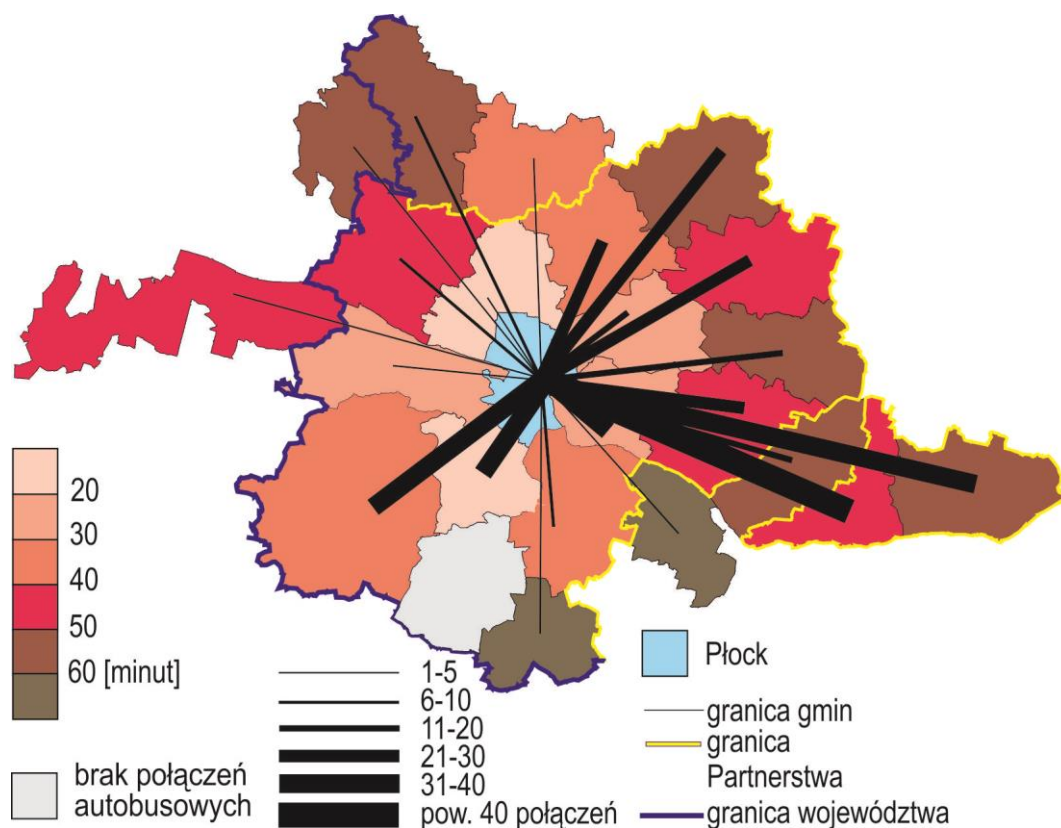 20
30
40
50
60 [minut]
brak połączeń
autobusowych
1-5
6-10
11-20
21-30
31-40
pow. 40 połączeń
Płock
granica gmin
granica
Partnerstwa
granica województwa